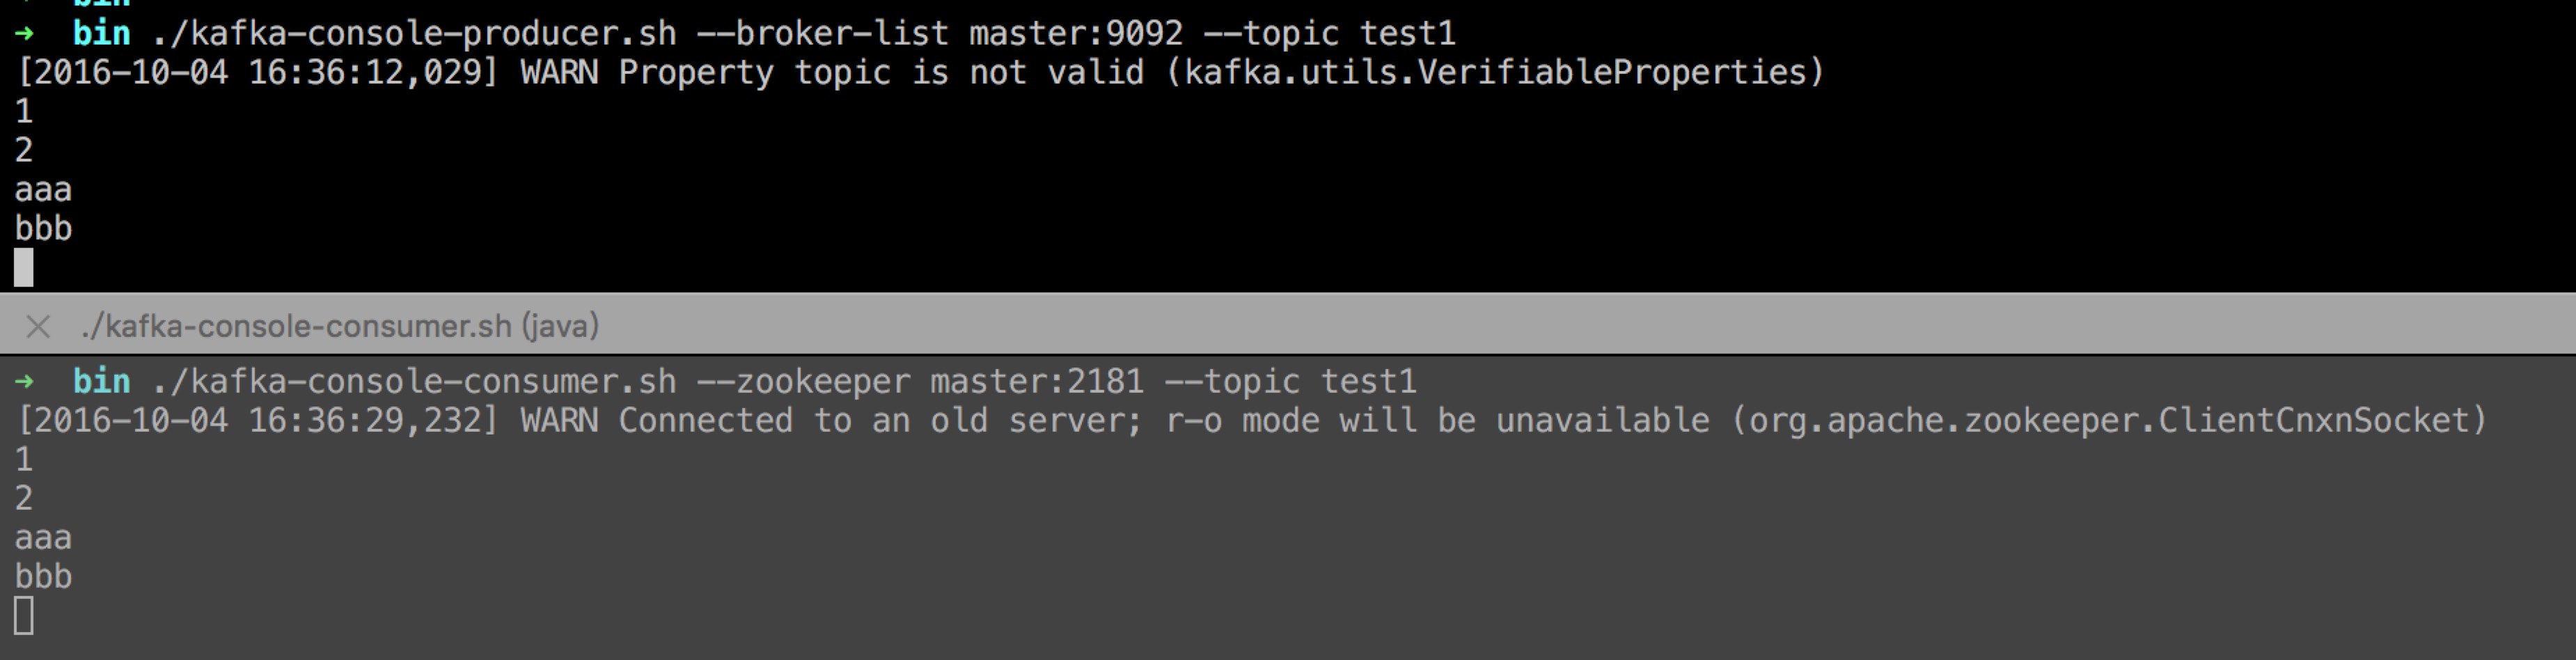 bin
➜  bin ./kafka-console-producer.sh --broker-list master:9092 --topic test1
[2016-10-04 16:36:12,029] WARN Property topic is not valid (kafka.utils.VerifiableProperties)
1
2
aaa
bbb
× ./kafka-console-consumer.sh (java)
➜  bin ./kafka-console-consumer.sh --zookeeper master:2181 --topic test1
[2016-10-04 16:36:29,232] WARN Connected to an old server; r-o mode will be unavailable (org.apache.zookeeper.ClientCnxnSocket)
1
2
aaa
bbb